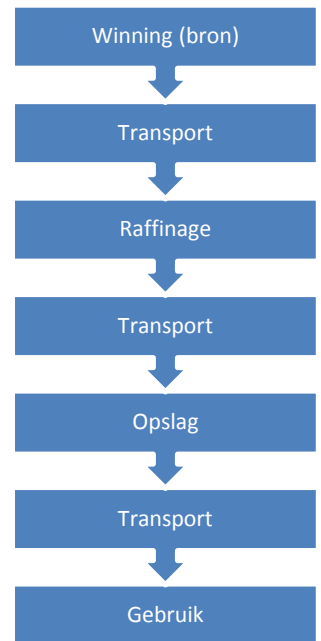 Winning (bron)
Transport
Raffinage
Transport
Opslag
Transport
Gebruik